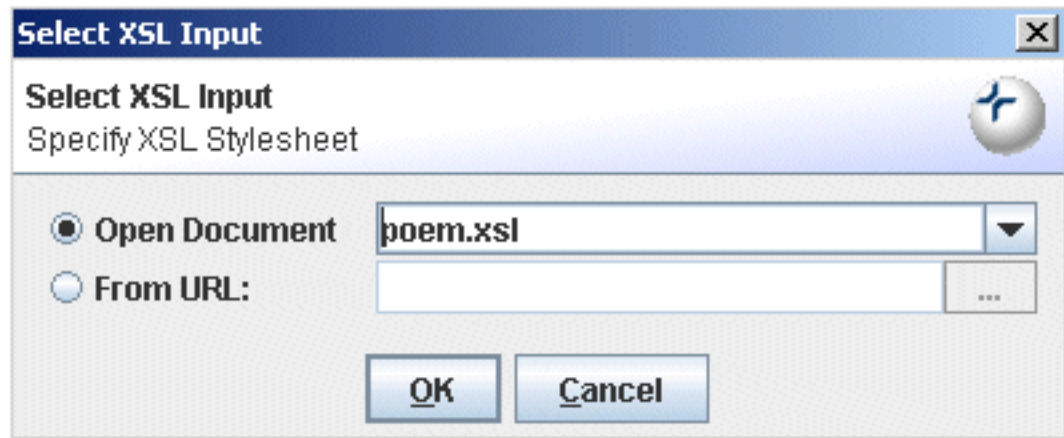 Select XSL Input
Select XSL Input
Specify XSL Stylesheet
Open Document poem.xsl
From URL: ...
OK Cancel